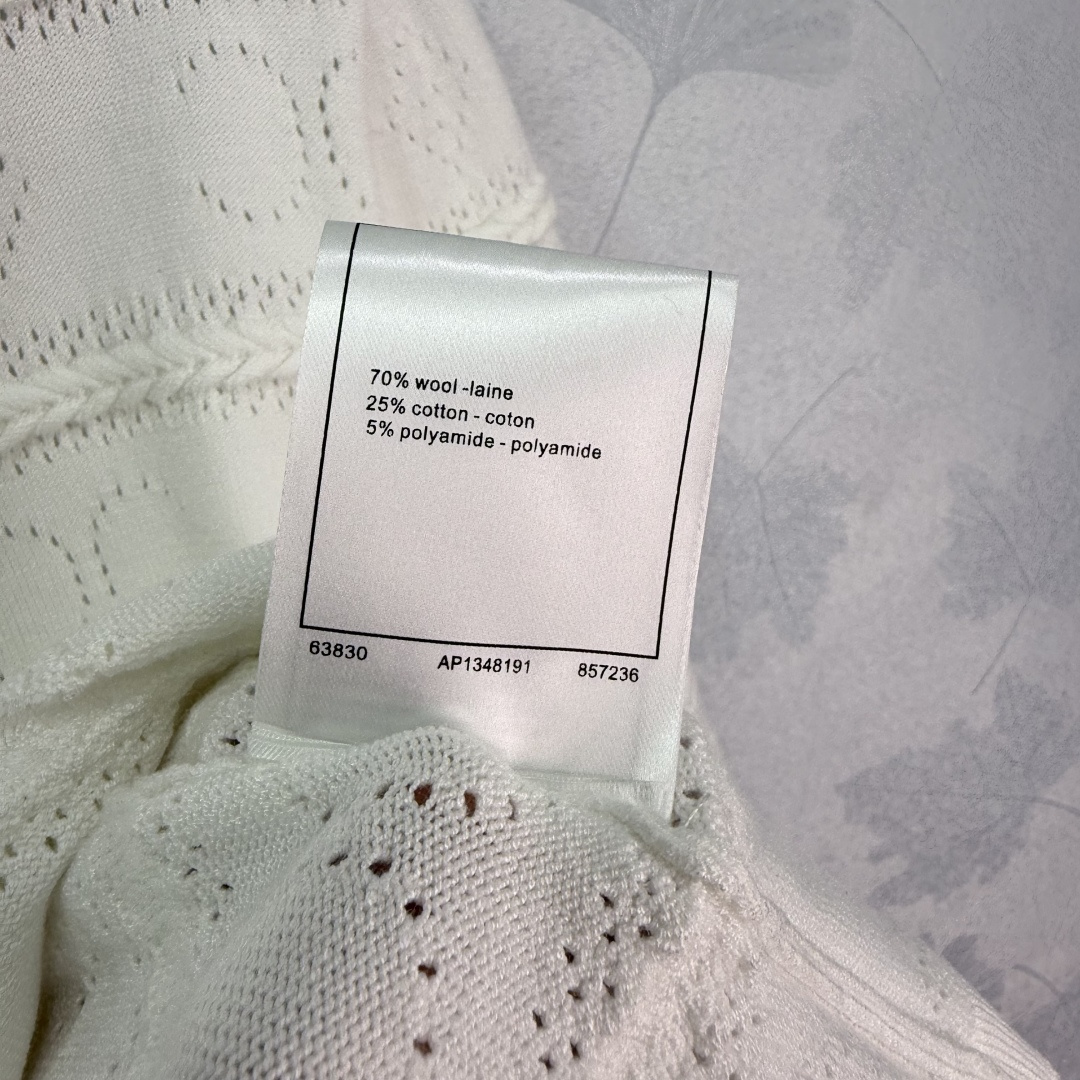 70% wool -laine
25% cotton - coton
5% polyamide - polyamide
63830 AP1348191 857236